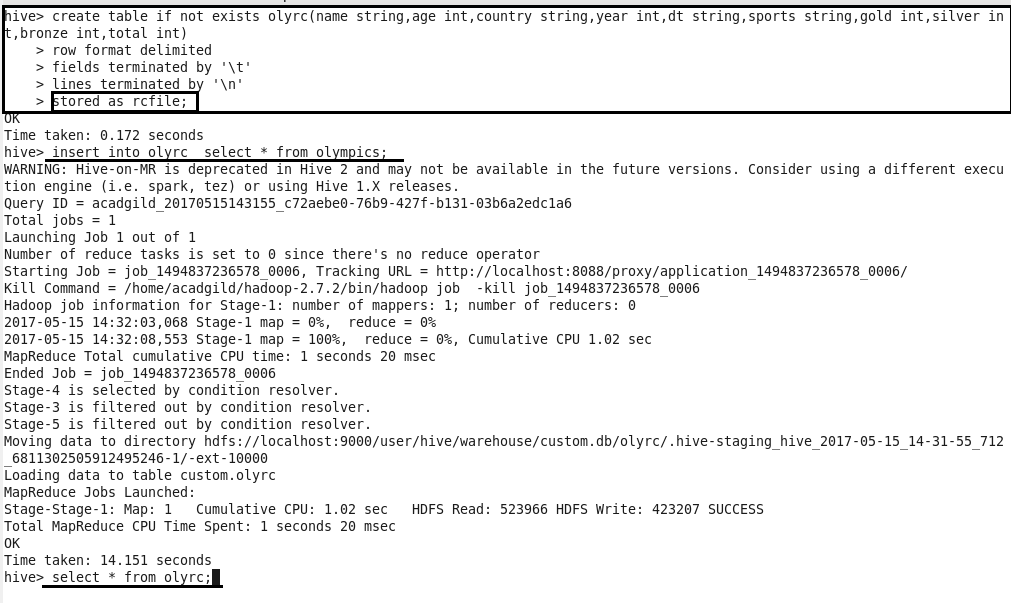 hive> create table if not exists olyrc(name string,age int,country string,year int,dt string,sports string,gold int,silver in
t,bronze int,total int)
    > row format delimited
    > fields terminated by '\t'
    > lines terminated by '\n'
    > stored as rcfile;
OK
Time taken: 0.172 seconds
hive> insert into olyrc  select * from olympics;
WARNING: Hive-on-MR is deprecated in Hive 2 and may not be available in the future versions. Consider using a different execu
tion engine (i.e. spark, tez) or using Hive 1.X releases.
Query ID = acadgild_20170515143155_c72aebe0-76b9-427f-b131-03b6a2edc1a6
Total jobs = 1
Launching Job 1 out of 1
Number of reduce tasks is set to 0 since there's no reduce operator
Starting Job = job_1494837236578_0006, Tracking URL = http://localhost:8088/proxy/application_1494837236578_0006/
Kill Command = /home/acadgild/hadoop-2.7.2/bin/hadoop job  -kill job_1494837236578_0006
Hadoop job information for Stage-1: number of mappers: 1; number of reducers: 0
2017-05-15 14:32:03,068 Stage-1 map = 0%,  reduce = 0%
2017-05-15 14:32:08,553 Stage-1 map = 100%,  reduce = 0%, Cumulative CPU 1.02 sec
MapReduce Total cumulative CPU time: 1 seconds 20 msec
Ended Job = job_1494837236578_0006
Stage-4 is selected by condition resolver.
Stage-3 is filtered out by condition resolver.
Stage-5 is filtered out by condition resolver.
Moving data to directory hdfs://localhost:9000/user/hive/warehouse/custom.db/olyrc/.hive-staging_hive_2017-05-15_14-31-55_712
_6811302505912495246-1/-ext-10000
Loading data to table custom.olyrc
MapReduce Jobs Launched:
Stage-Stage-1: Map: 1   Cumulative CPU: 1.02 sec   HDFS Read: 523966 HDFS Write: 423207 SUCCESS
Total MapReduce CPU Time Spent: 1 seconds 20 msec
OK
Time taken: 14.151 seconds
hive> select * from olyrc;